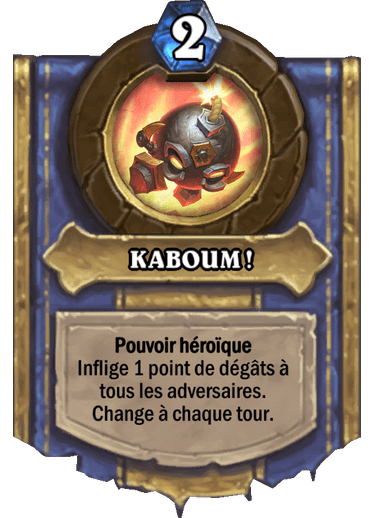 2
KABOUM !
Pouvoir héroïque
Inflige 1 point de dégâts à
tous les adversaires.
Change à chaque tour.